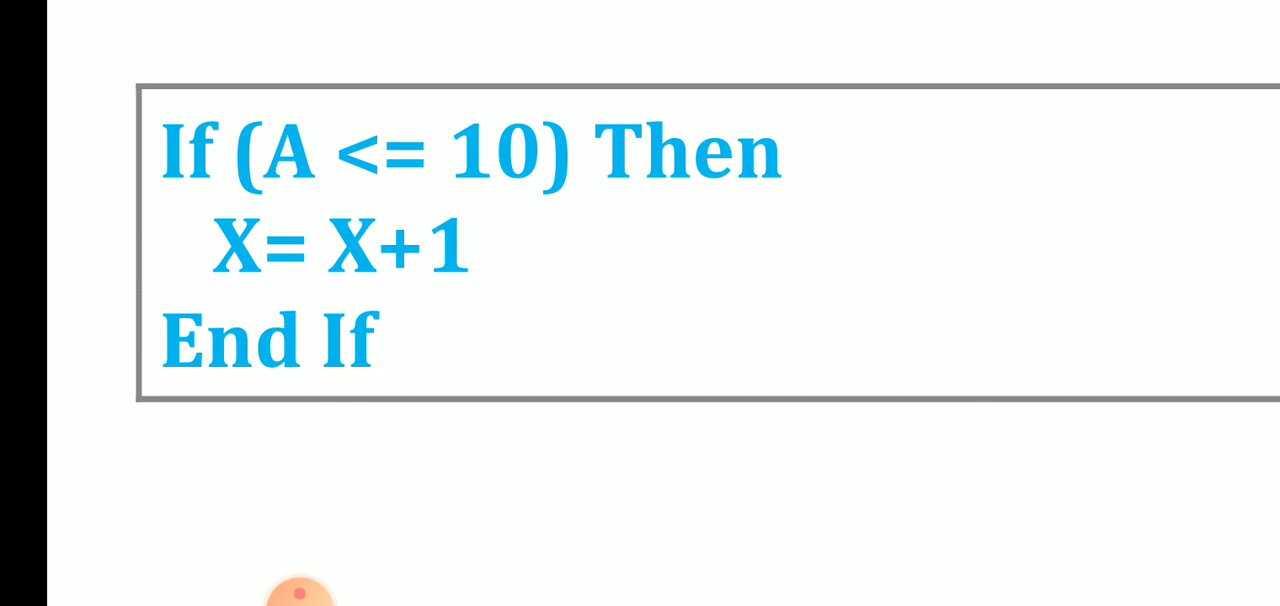 If (A <= 10) Then
X= X+1
End If